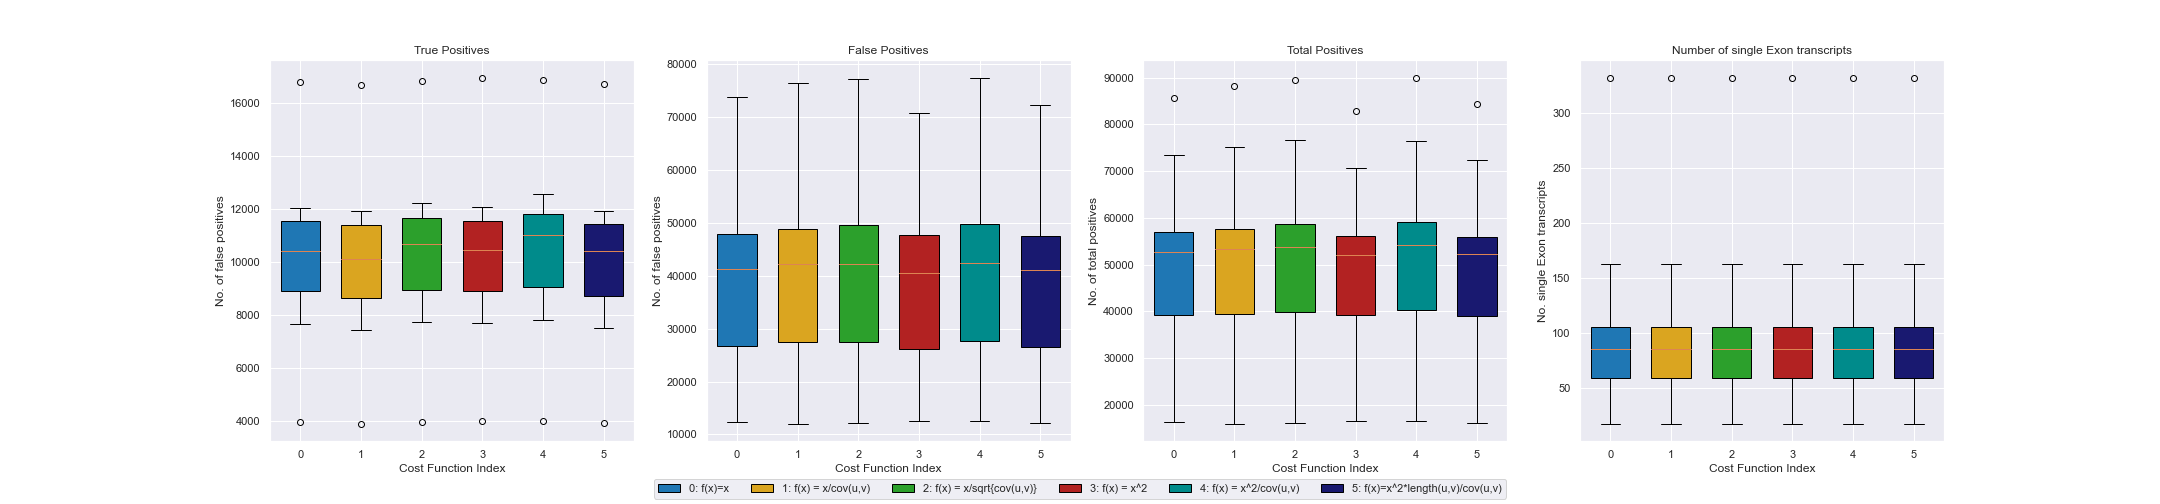 True Positives
No. of false positives
16000
14000
12000
10000
8000
6000
4000
0 1 2 3 4 5
Cost Function Index
False Positives
No. of false positives
80000
70000
60000
50000
40000
30000
20000
10000
0 1 2 3 4 5
Cost Function Index
Total Positives
No. of total positives
90000
80000
70000
60000
50000
40000
30000
20000
0 1 2 3 4 5
Cost Function Index
Number of single Exon transcripts
No. single Exon transcripts
300
250
200
150
100
50
0 1 2 3 4 5
Cost Function Index
0: f(x)=x 1: f(x) = x/cov(u,v) 2: f(x) = x/sqrt{cov(u,v)} 3: f(x) = x^2 4: f(x) = x^2/cov(u,v) 5: f(x)=x^2*length(u,v)/cov(u,v)